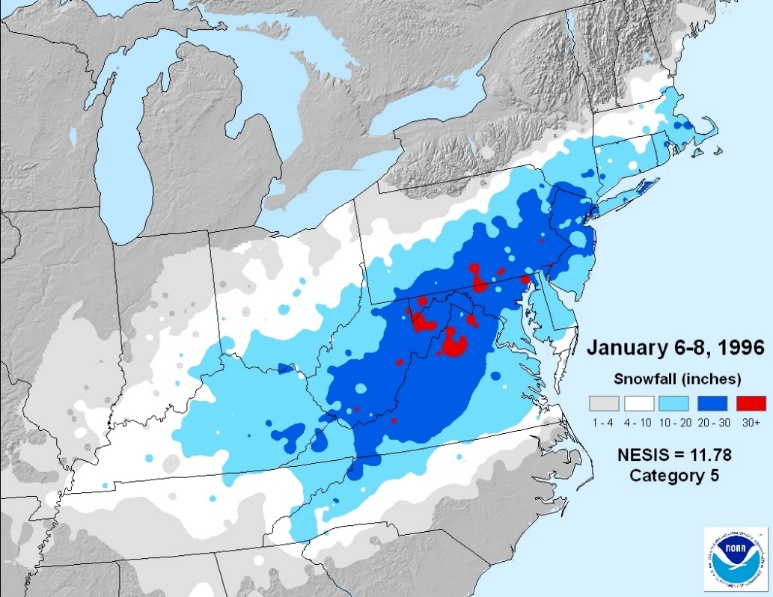 January 6-8, 1996
Snowfall (inches)
1 - 4 4 - 10 10 - 20 20 - 30 30+
NESIS = 11.78
Category 5
NOAA